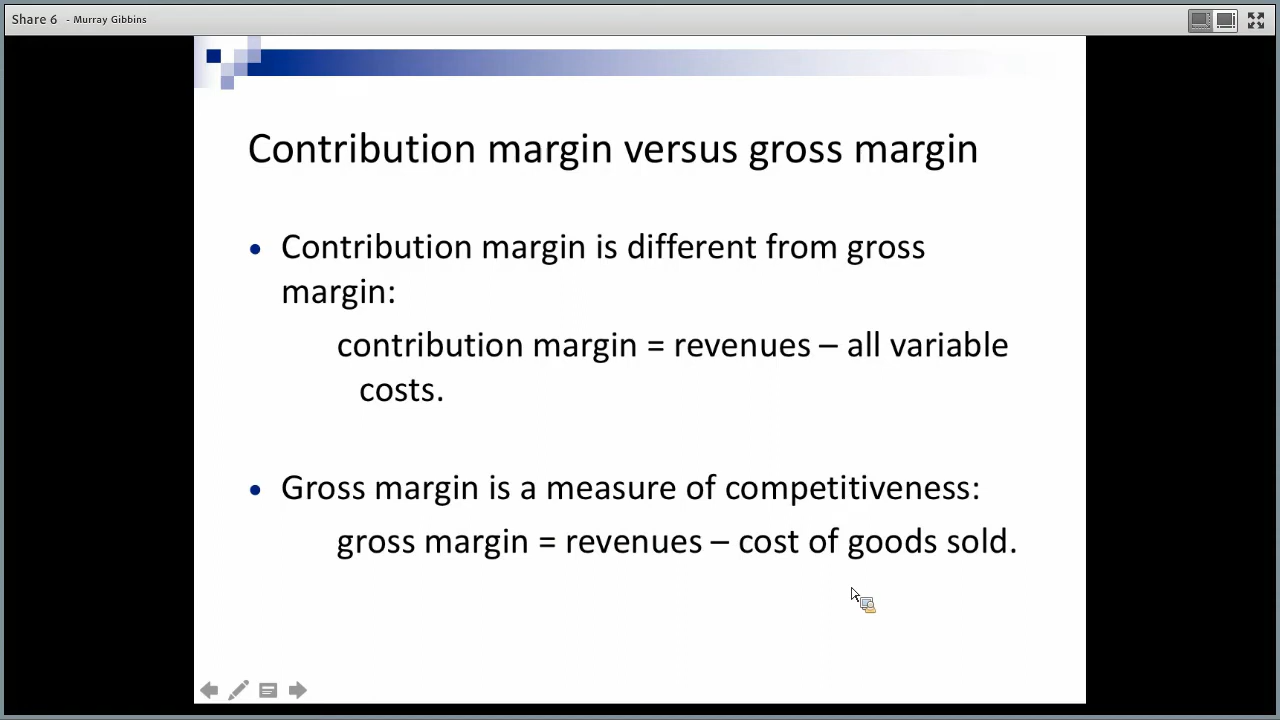 Share 6 - Murray Gibbins
Contribution margin versus gross margin
• Contribution margin is different from gross
margin:
contribution margin = revenues – all variable
costs.
• Gross margin is a measure of competitiveness:
gross margin = revenues – cost of goods sold.